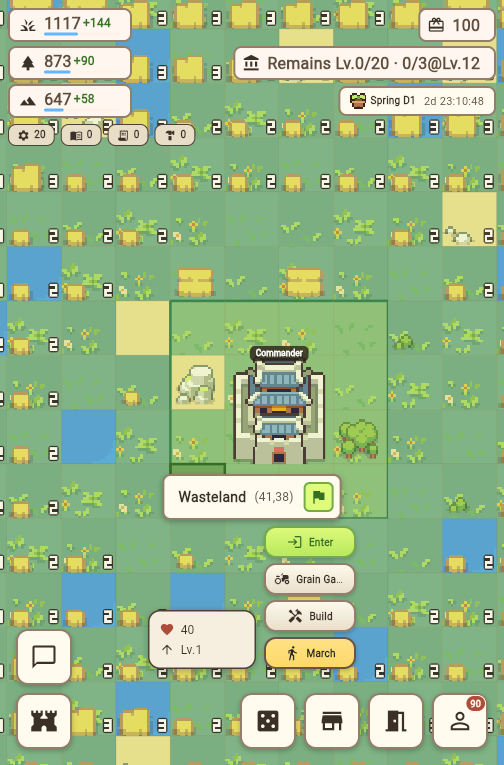 1117 +144
100
873 +90
Remains Lv.0/20 · 0/3@Lv.12
647 +58
Spring D1 2d 23:10:48
20 0 0 0
Commander
Wasteland (41,38)
Enter
Grain Ga...
Build
40
Lv.1
March
90